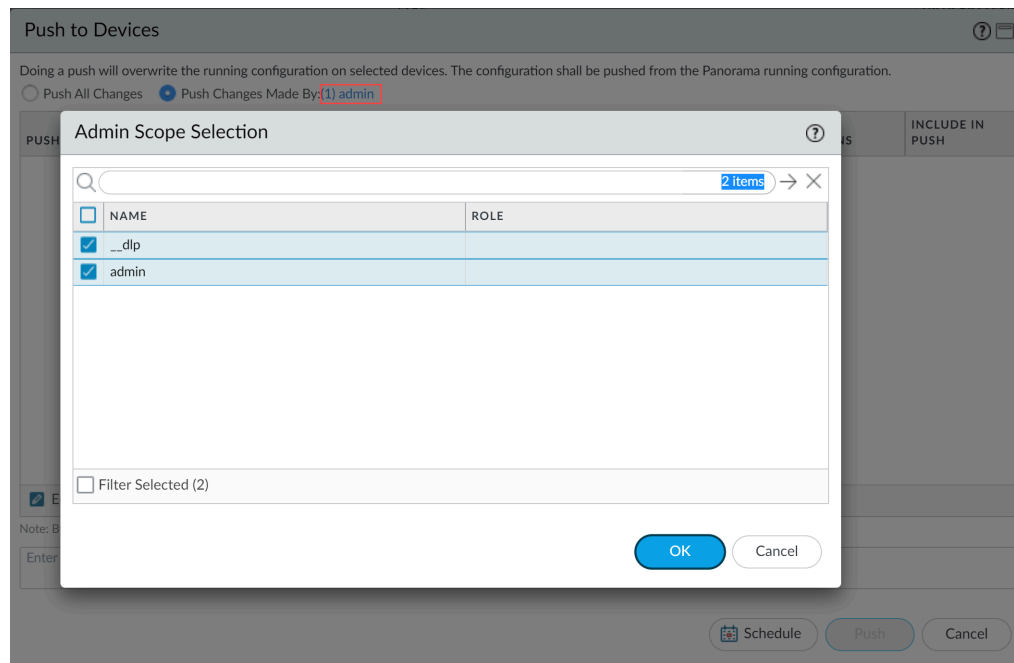 Push to Devices
Doing a push will overwrite the running configuration on selected devices. The configuration shall be pushed from the Panorama running configuration.
Push All Changes Push Changes Made By:(1) admin
PUSH NS INCLUDE IN PUSH
Admin Scope Selection
2 items
NAME ROLE
__dlp
admin
Filter Selected (2)
E
Note: B
Enter
OK Cancel
Schedule Push Cancel